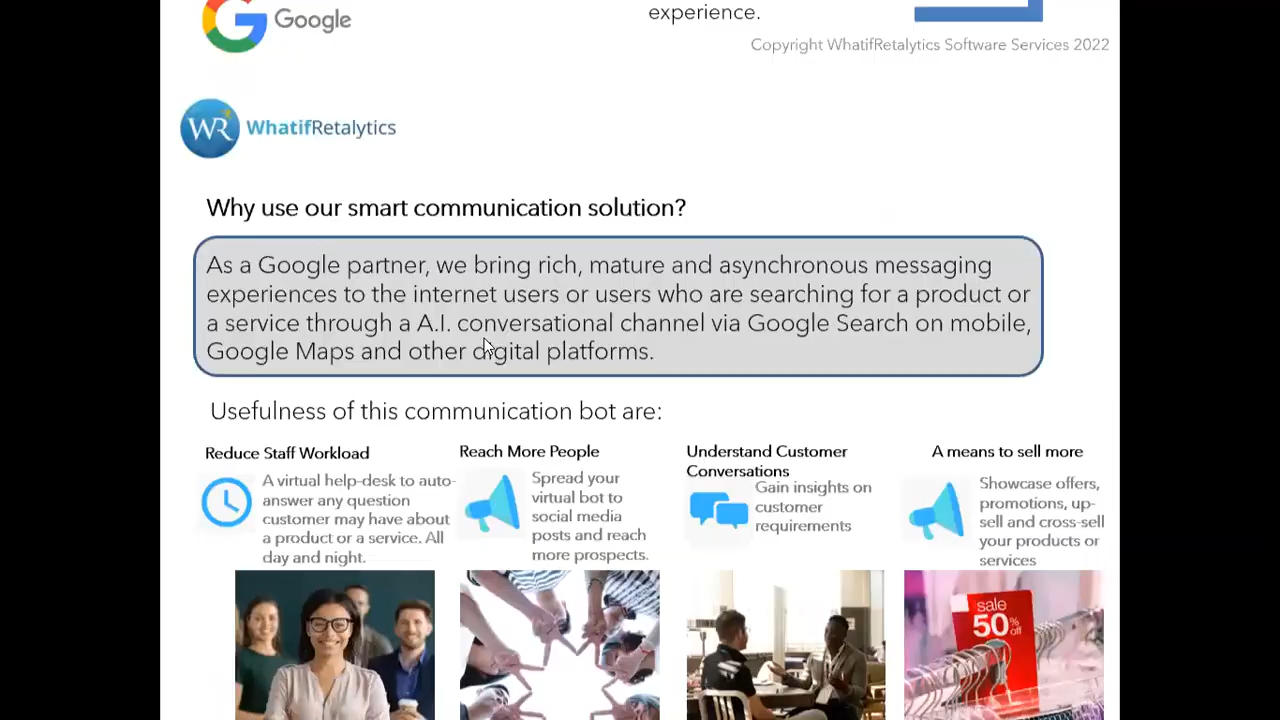 Google
experience.
Copyright WhatifRetalytics Software Services 2022
WR WhatifRetalytics
Why use our smart communication solution?
As a Google partner, we bring rich, mature and asynchronous messaging
experiences to the internet users or users who are searching for a product or
a service through a A.I. conversational channel via Google Search on mobile,
Google Maps and other digital platforms.
Usefulness of this communication bot are:
Reduce Staff Workload
A virtual help-desk to auto-
answer any question
customer may have about
a product or a service. All
day and night.
Reach More People
Spread your
virtual bot to
social media
posts and reach
more prospects.
Understand Customer
Conversations
Gain insights on
customer
requirements
A means to sell more
Showcase offers,
promotions, up-
sell and cross-sell
your products or
services
sale
50% off